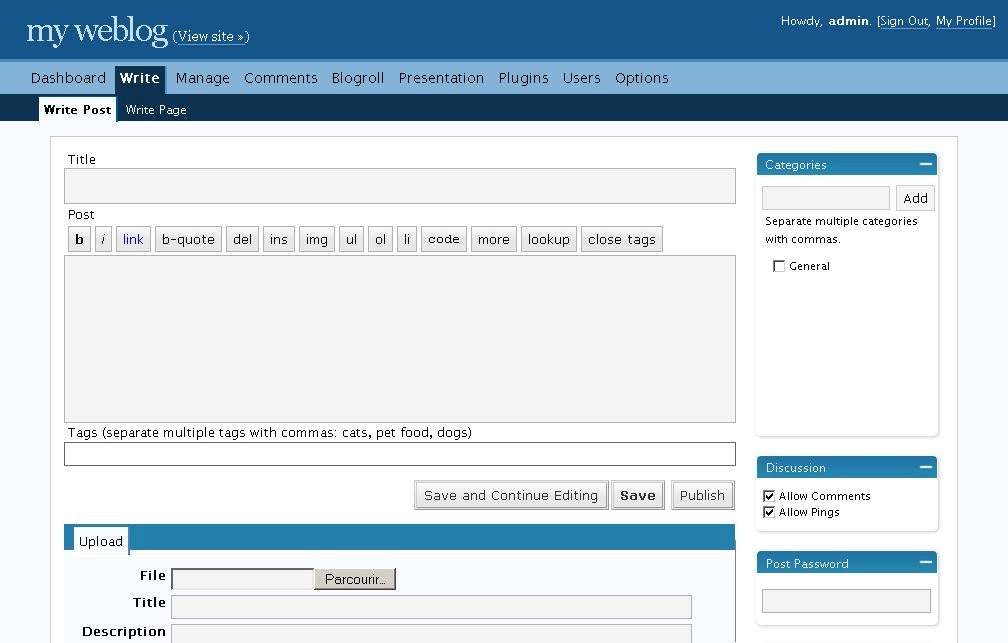 my weblog (View site »)
Howdy, admin. [Sign Out, My Profile]
Dashboard Write Manage Comments Blogroll Presentation Plugins Users Options
Write Post Write Page
Title
Post
b i link b-quote del ins img ul ol li code more lookup close tags
Tags (separate multiple tags with commas: cats, pet food, dogs)
Save and Continue Editing Save Publish
Upload
File Parcourir...
Title
Description
Categories
Add
Separate multiple categories
with commas.
General
Discussion
Allow Comments
Allow Pings
Post Password